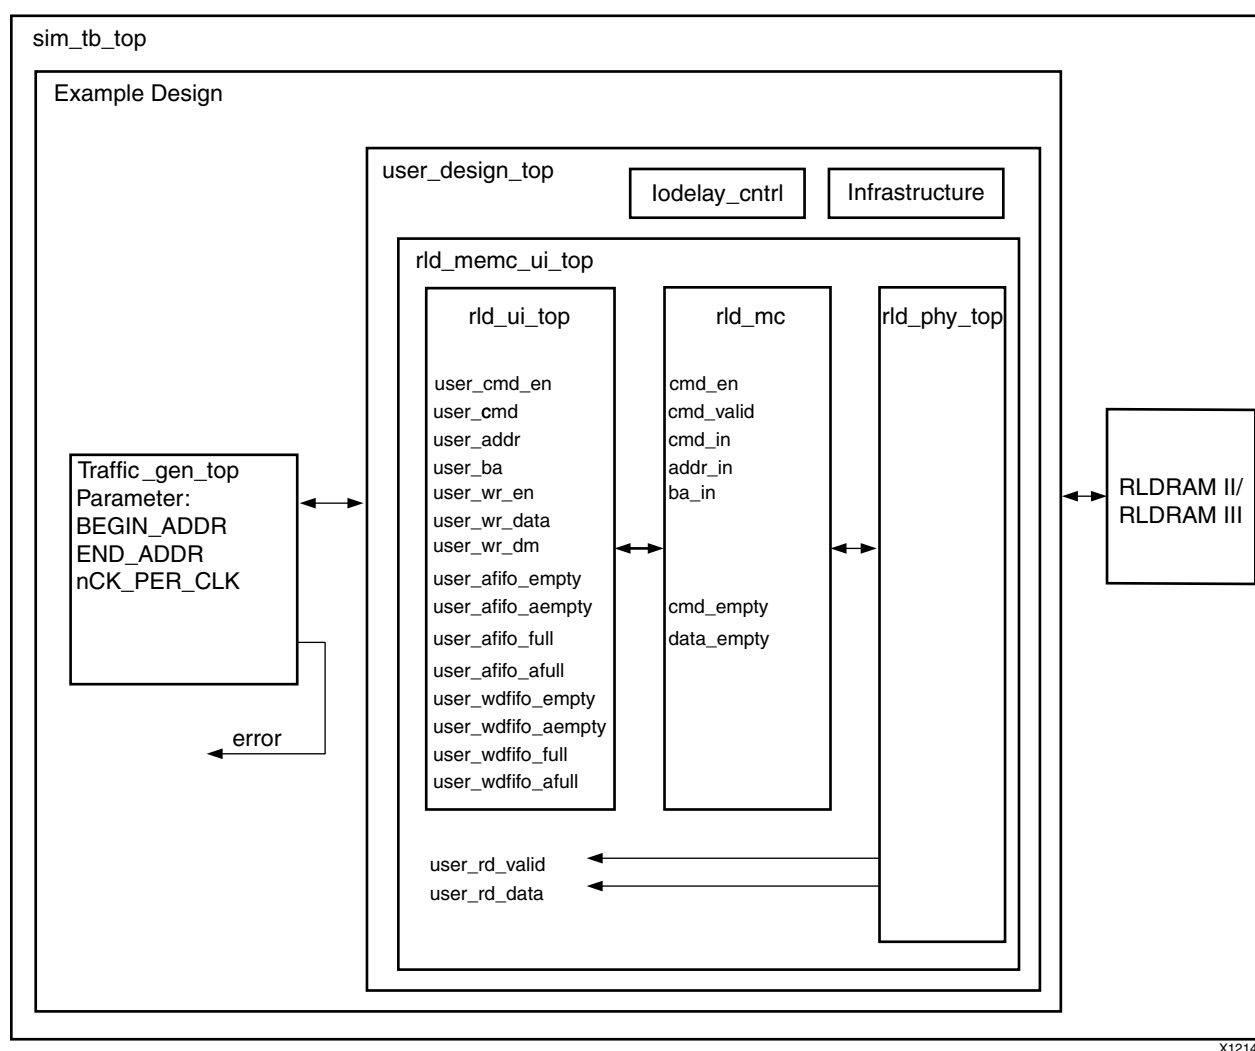 sim_tb_top
Example Design
user_design_top
Iodelay_cntrl
Infrastructure
rld_memc_ui_top
rld_ui_top
user_cmd_en
user_cmd
user_addr
user_ba
user_wr_en
user_wr_data
user_wr_dm
user_afifo_empty
user_afifo_aempty
user_afifo_full
user_afifo_afull
user_wdfifo_empty
user_wdfifo_aempty
user_wdfifo_full
user_wdfifo_afull
rld_mc
cmd_en
cmd_valid
cmd_in
addr_in
ba_in
cmd_empty
data_empty
rld_phy_top
user_rd_valid
user_rd_data
Traffic_gen_top
Parameter:
BEGIN_ADDR
END_ADDR
nCK_PER_CLK
error
RLDRAM II/
RLDRAM III
X1214